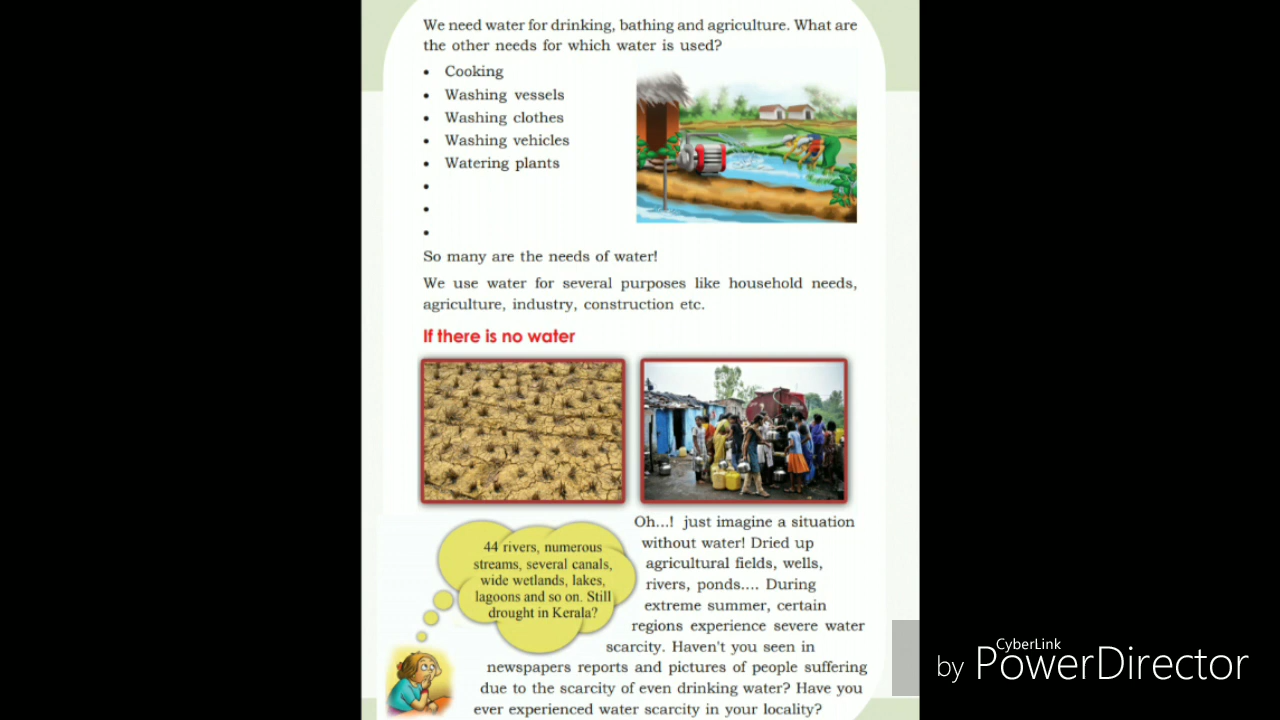 We need water for drinking, bathing and agriculture. What are
the other needs for which water is used?
• Cooking
• Washing vessels
• Washing clothes
• Washing vehicles
• Watering plants
•
•
•
So many are the needs of water!
We use water for several purposes like household needs,
agriculture, industry, construction etc.
If there is no water
44 rivers, numerous
streams, several canals,
wide wetlands, lakes,
lagoons and so on. Still
drought in Kerala?
Oh...! just imagine a situation
without water! Dried up
agricultural fields, wells,
rivers, ponds.... During
extreme summer, certain
regions experience severe water
scarcity. Haven't you seen in
newspapers reports and pictures of people suffering
due to the scarcity of even drinking water? Have you
ever experienced water scarcity in your locality?
by CyberLink
PowerDirector